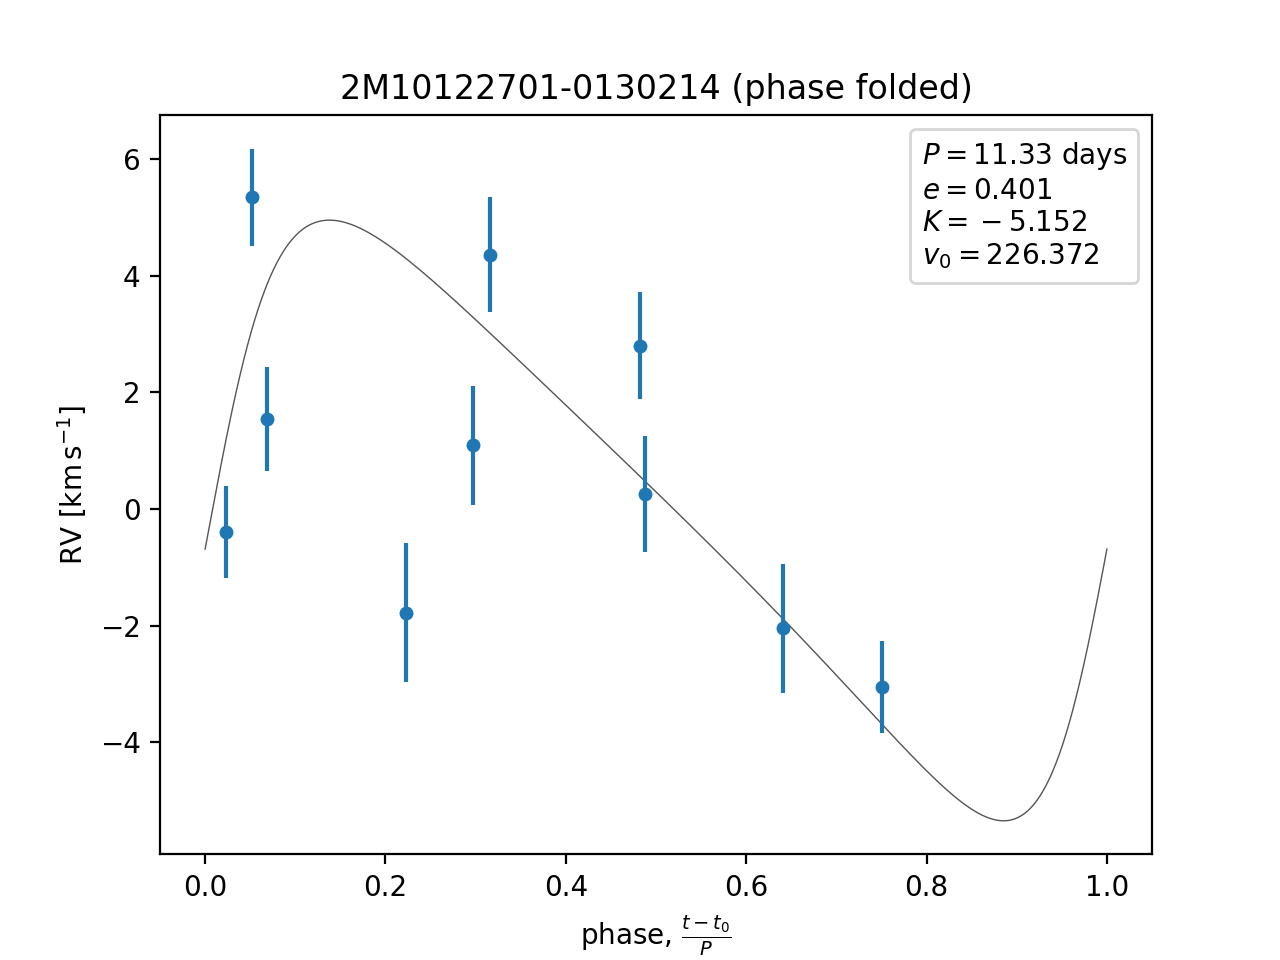 2M10122701-0130214 (phase folded)
P = 11.33 days
e = 0.401
K = −5.152
v₀ = 226.372
RV [km s⁻¹]
6
4
2
0
−2
−4
0.0 0.2 0.4 0.6 0.8 1.0
phase, (t − t₀)/P